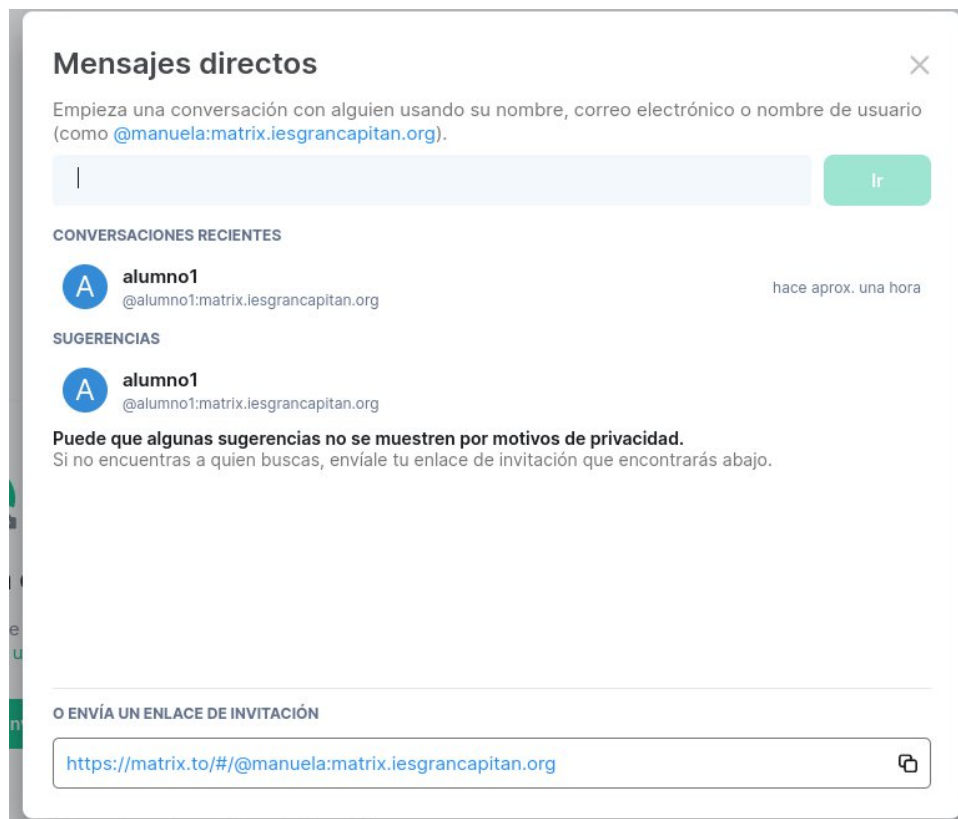 Mensajes directos
Empieza una conversación con alguien usando su nombre, correo electrónico o nombre de usuario
(como @manuela:matrix.iesgrancapitan.org).
Ir
CONVERSACIONES RECIENTES
A
alumno1
@alumno1:matrix.iesgrancapitan.org
hace aprox. una hora
SUGERENCIAS
A
alumno1
@alumno1:matrix.iesgrancapitan.org
Puede que algunas sugerencias no se muestren por motivos de privacidad.
Si no encuentras a quien buscas, envíale tu enlace de invitación que encontrarás abajo.
O ENVÍA UN ENLACE DE INVITACIÓN
https://matrix.to/#/@manuela:matrix.iesgrancapitan.org